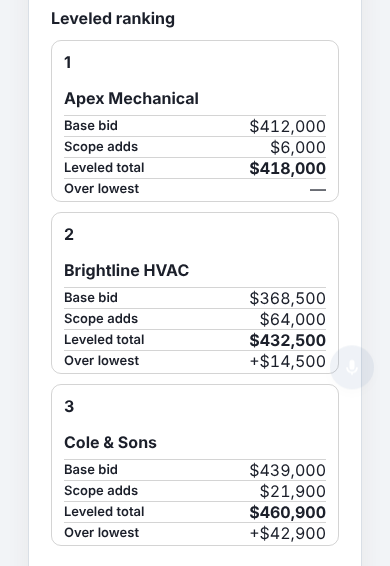 Leveled ranking
1
Apex Mechanical
Base bid $412,000
Scope adds $6,000
Leveled total $418,000
Over lowest —
2
Brightline HVAC
Base bid $368,500
Scope adds $64,000
Leveled total $432,500
Over lowest +$14,500
3
Cole & Sons
Base bid $439,000
Scope adds $21,900
Leveled total $460,900
Over lowest +$42,900